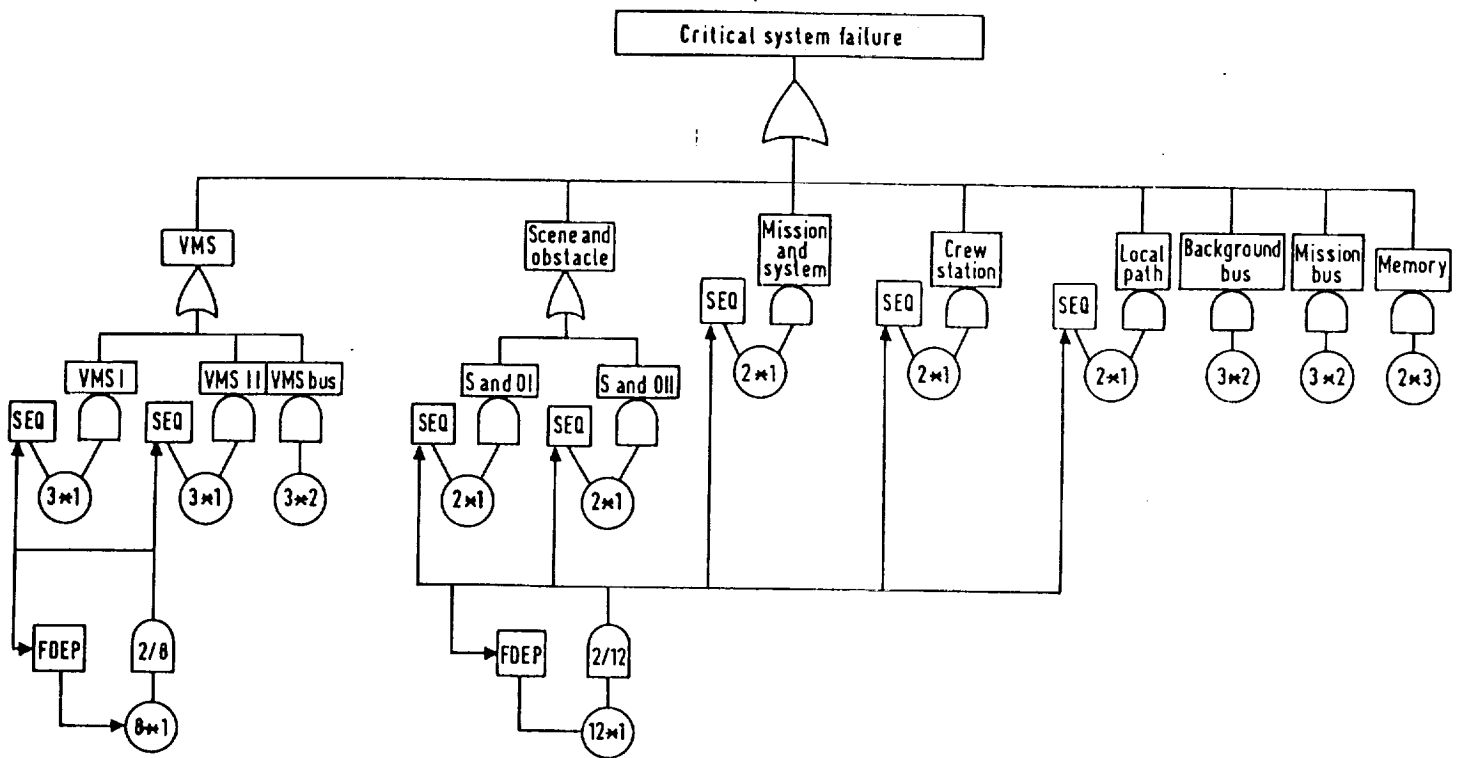 Critical system failure
VMS
Scene and
obstacle
Mission
and
system
Crew
station
Local
path
Background
bus
Mission
bus
Memory
SEQ
SEQ
SEQ
VMS I
VMS II
VMS bus
S and OI
S and OII
2*1
2*1
2*1
3*2
3*2
2*3
SEQ
SEQ
SEQ
SEQ
3*1
3*1
3*2
2*1
2*1
FDEP
2/8
FDEP
2/12
8*1
12*1